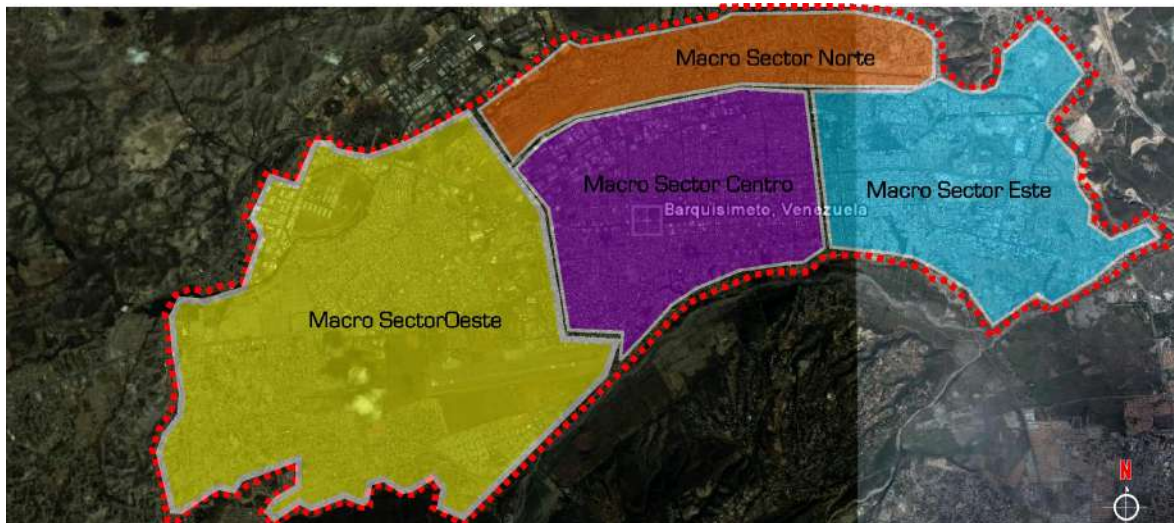 Macro Sector Norte
Macro Sector Centro
Macro Sector Este
Barquisimeto, Venezuela
Macro SectorOeste
N